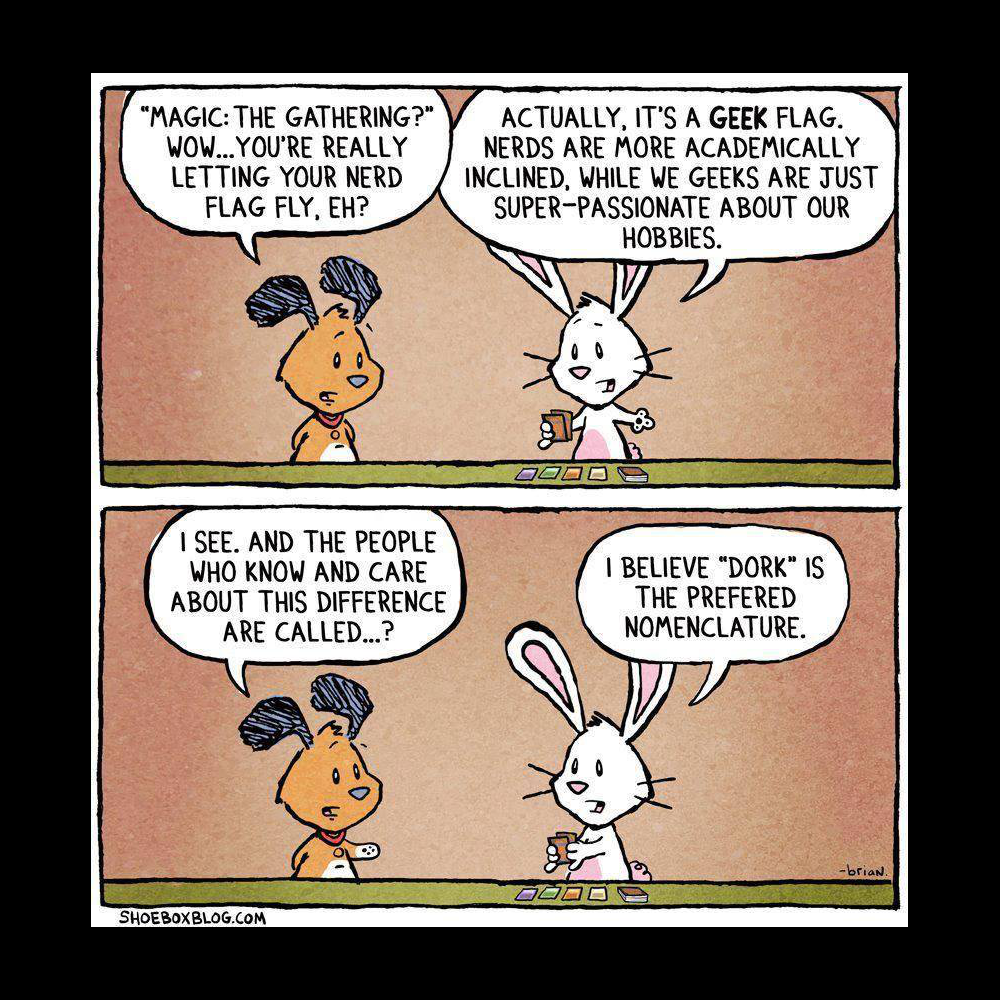 "MAGIC: THE GATHERING?"
WOW...YOU'RE REALLY
LETTING YOUR NERD
FLAG FLY, EH?
ACTUALLY, IT'S A GEEK FLAG.
NERDS ARE MORE ACADEMICALLY
INCLINED, WHILE WE GEEKS ARE JUST
SUPER-PASSIONATE ABOUT OUR
HOBBIES.
I SEE. AND THE PEOPLE
WHO KNOW AND CARE
ABOUT THIS DIFFERENCE
ARE CALLED...?
I BELIEVE "DORK" IS
THE PREFERED
NOMENCLATURE.
-briaN.
SHOEBOXBLOG.COM